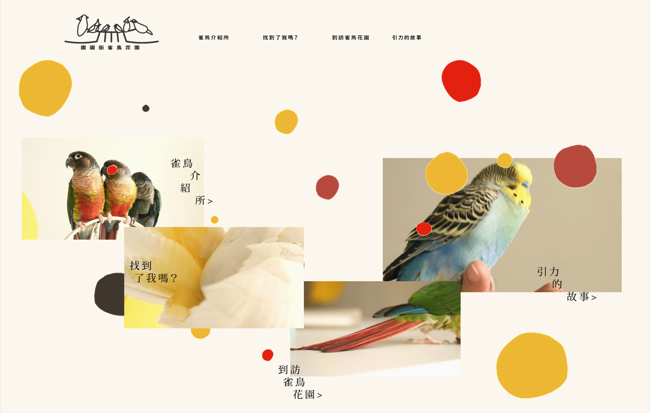 園圃街雀鳥花園
雀鳥介紹所 找到了我嗎？ 到訪雀鳥花園 引力的故事
雀鳥
介
紹
所>
找到
了我嗎？
引力
的
故事>
到訪
雀鳥
花園>